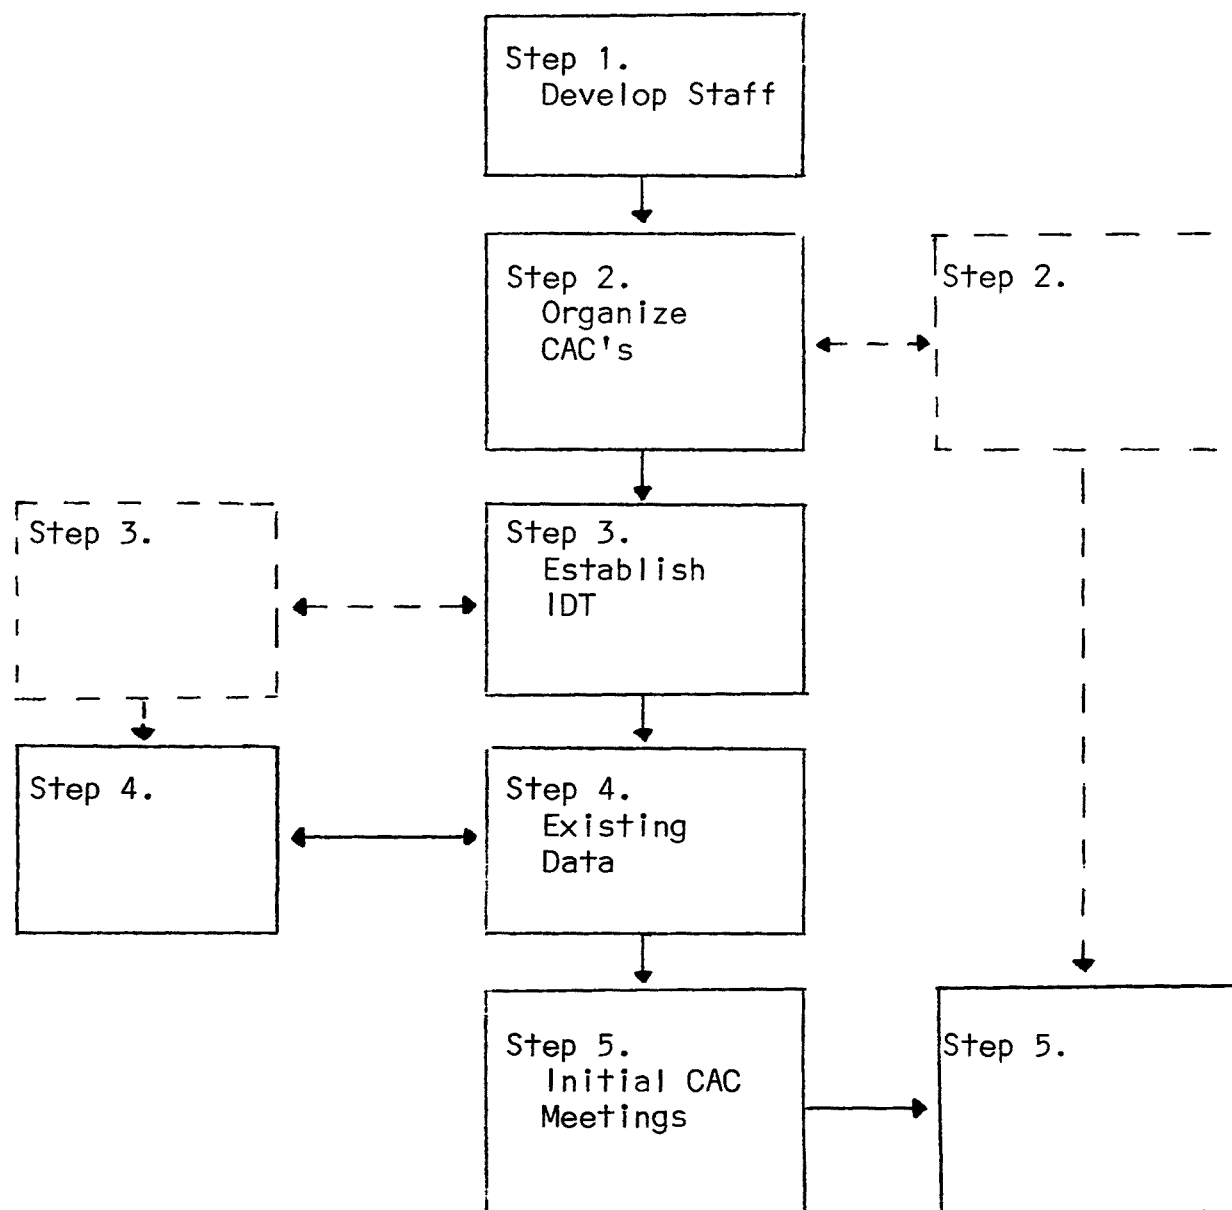 Step 1.
Develop Staff
Step 2.
Organize
CAC's
Step 2.
Step 3.
Step 3.
Establish
IDT
Step 4.
Step 4.
Existing
Data
Step 5.
Initial CAC
Meetings
Step 5.